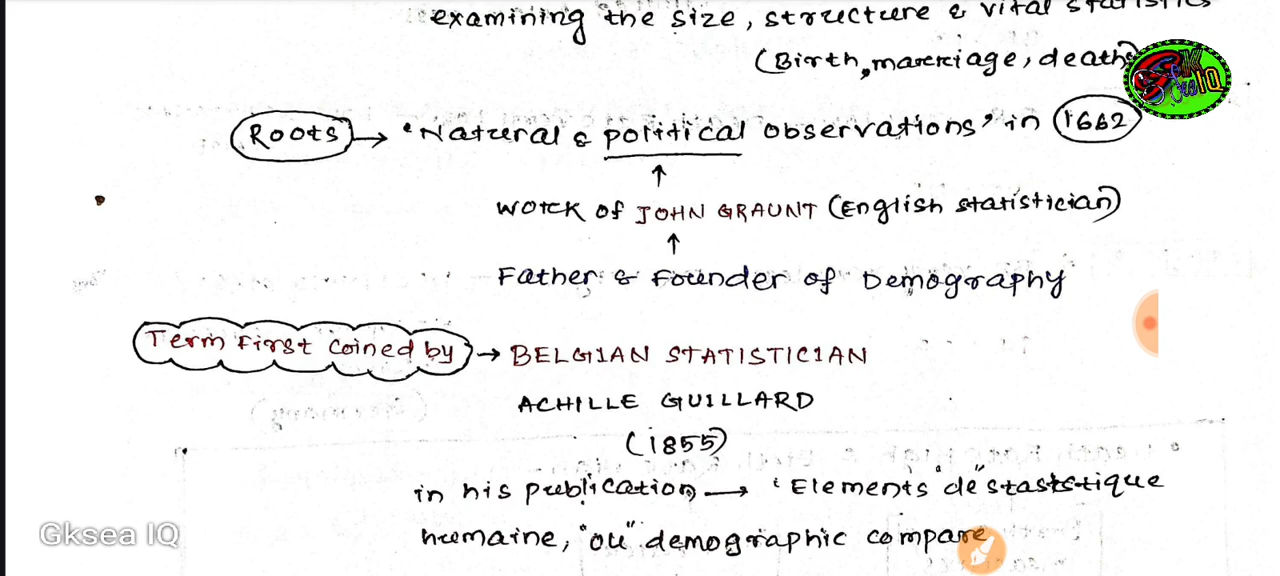 examining the size, structure & vital statistics
(Birth, marriage, death)
Roots → 'Natural & political observations' in 1662
↑
work of JOHN GRAUNT (English statistician)
↑
Father & Founder of Demography
Term First Coined by → BELGIAN STATISTICIAN
ACHILLE GUILLARD
(1855)
in his publication → 'Elements de statstique
humaine, "ou" demographic compare
Gksea IQ